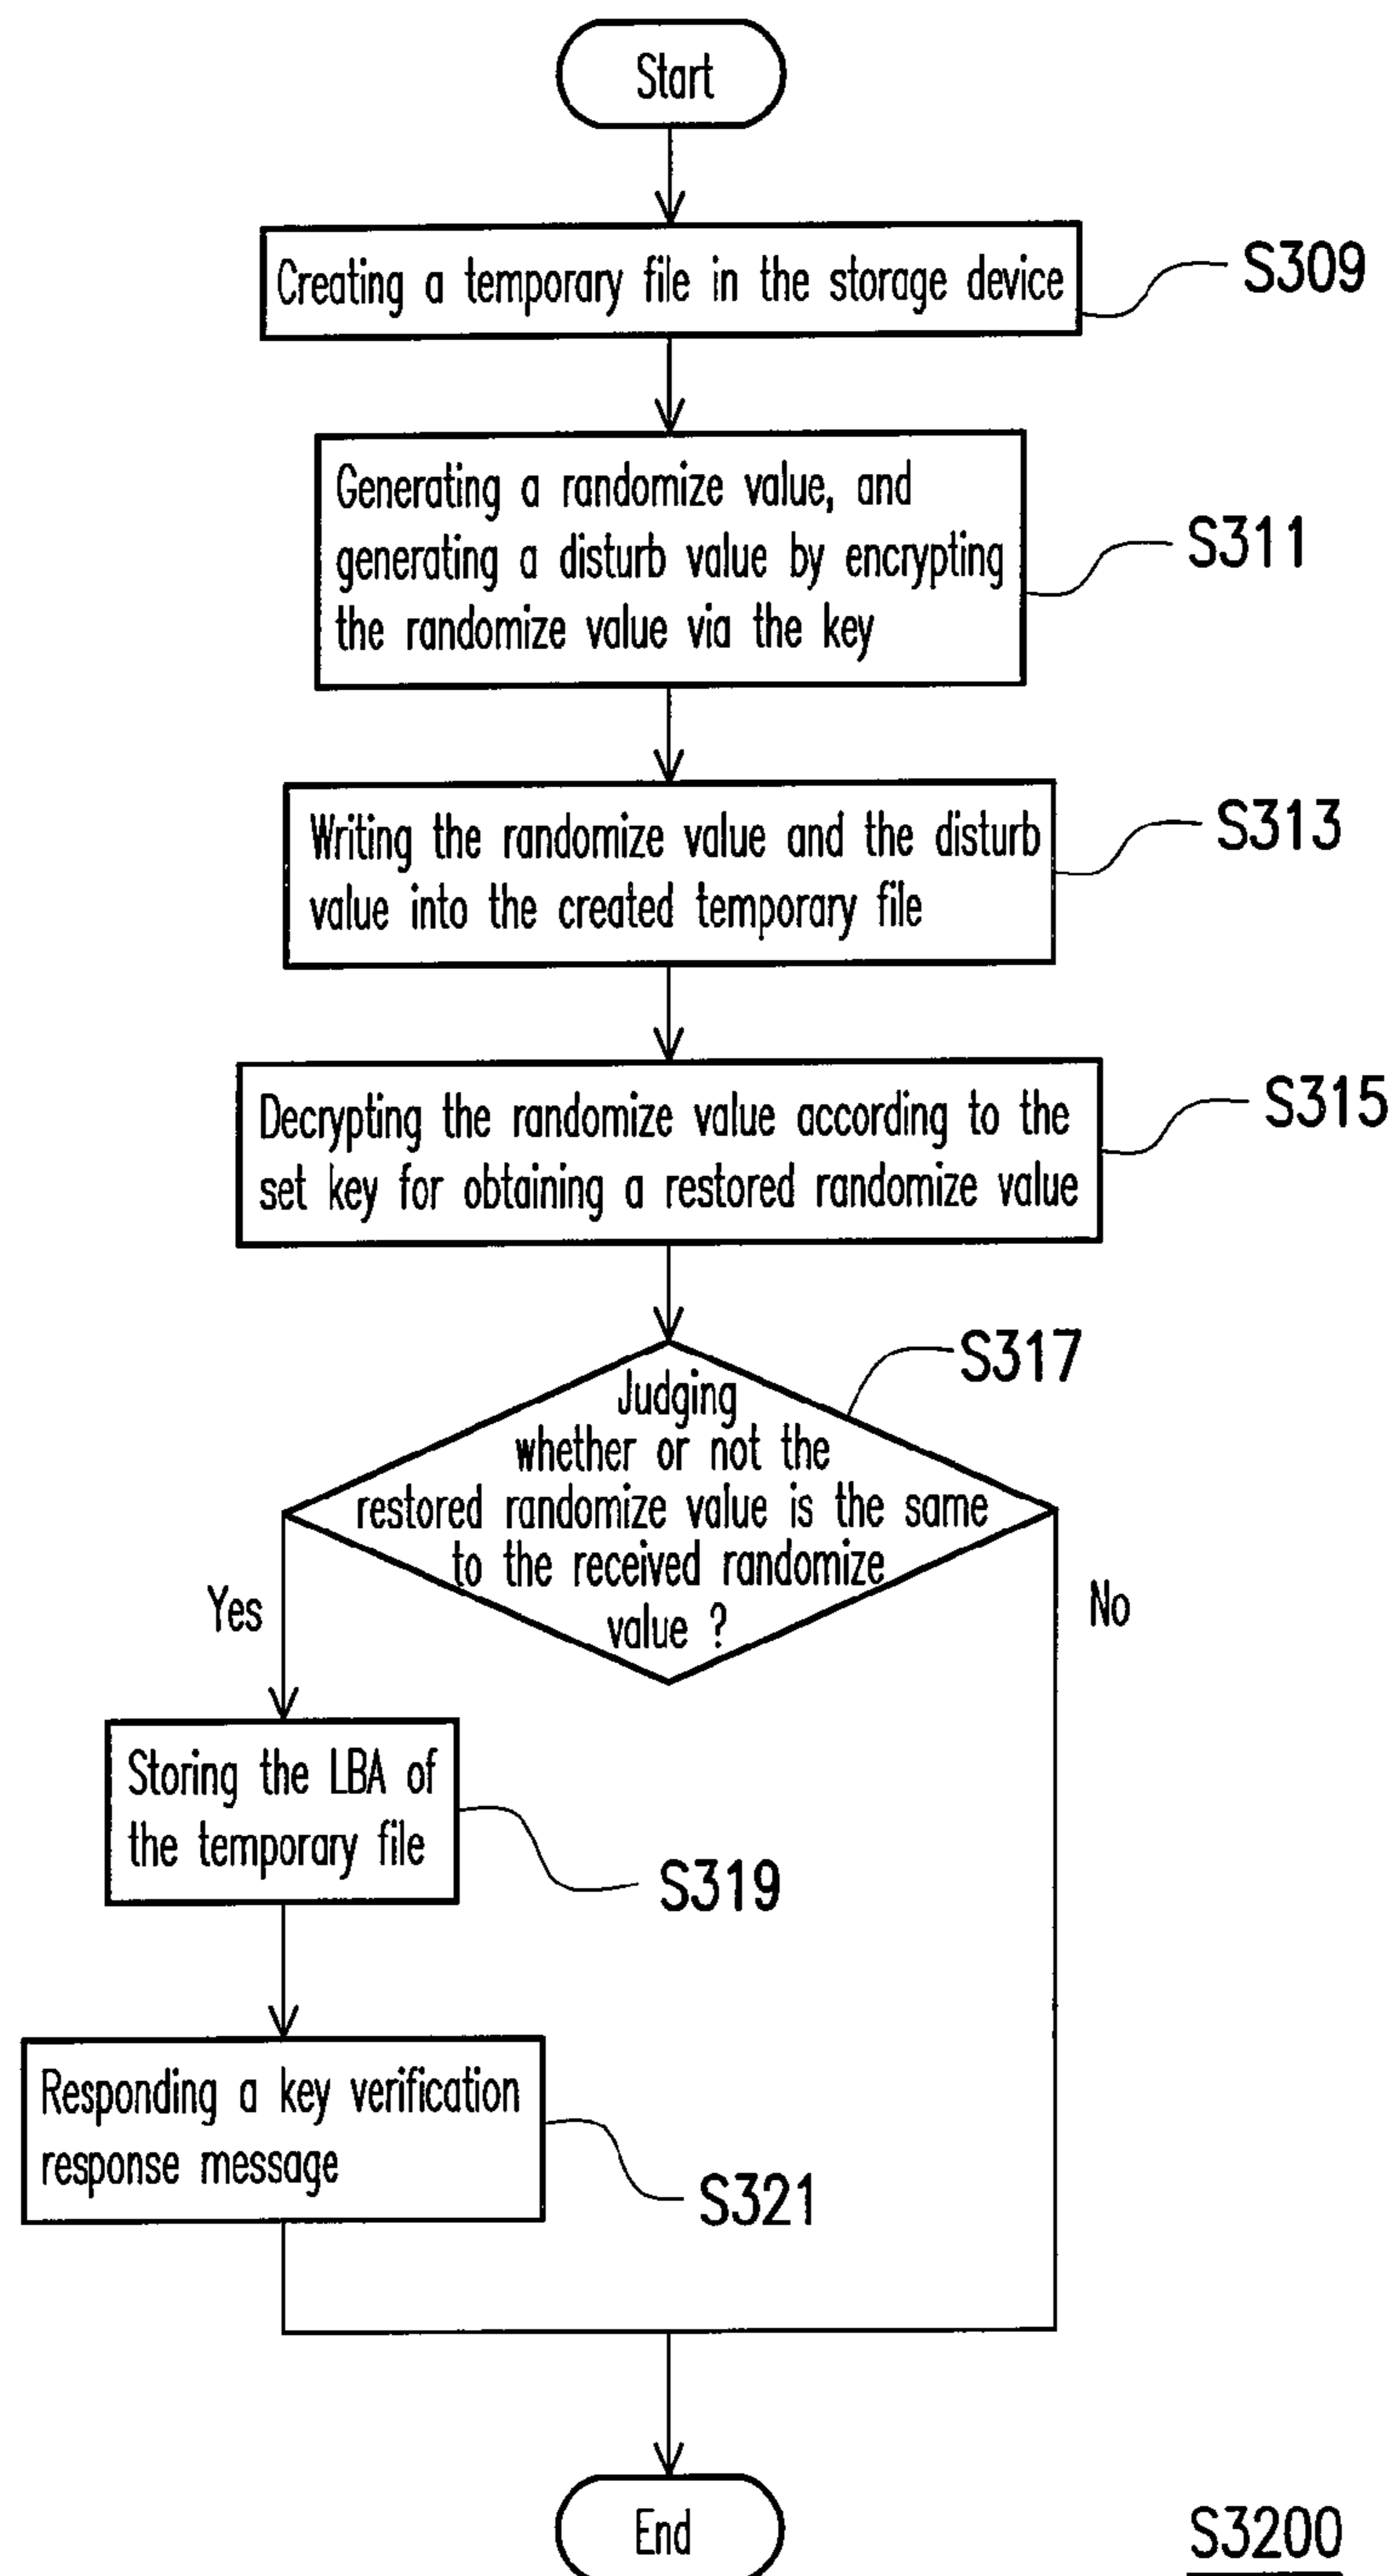 Start
Creating a temporary file in the storage device
S309
Generating a randomize value, and
generating a disturb value by encrypting
the randomize value via the key
S311
Writing the randomize value and the disturb
value into the created temporary file
S313
Decrypting the randomize value according to the
set key for obtaining a restored randomize value
S315
Judging
whether or not the
restored randomize value is the same
to the received randomize
value ?
S317
Yes
No
Storing the LBA of
the temporary file
S319
Responding a key verification
response message
S321
End
S3200